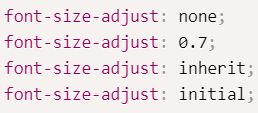 font-size-adjust: none;
font-size-adjust: 0.7;
font-size-adjust: inherit;
font-size-adjust: initial;